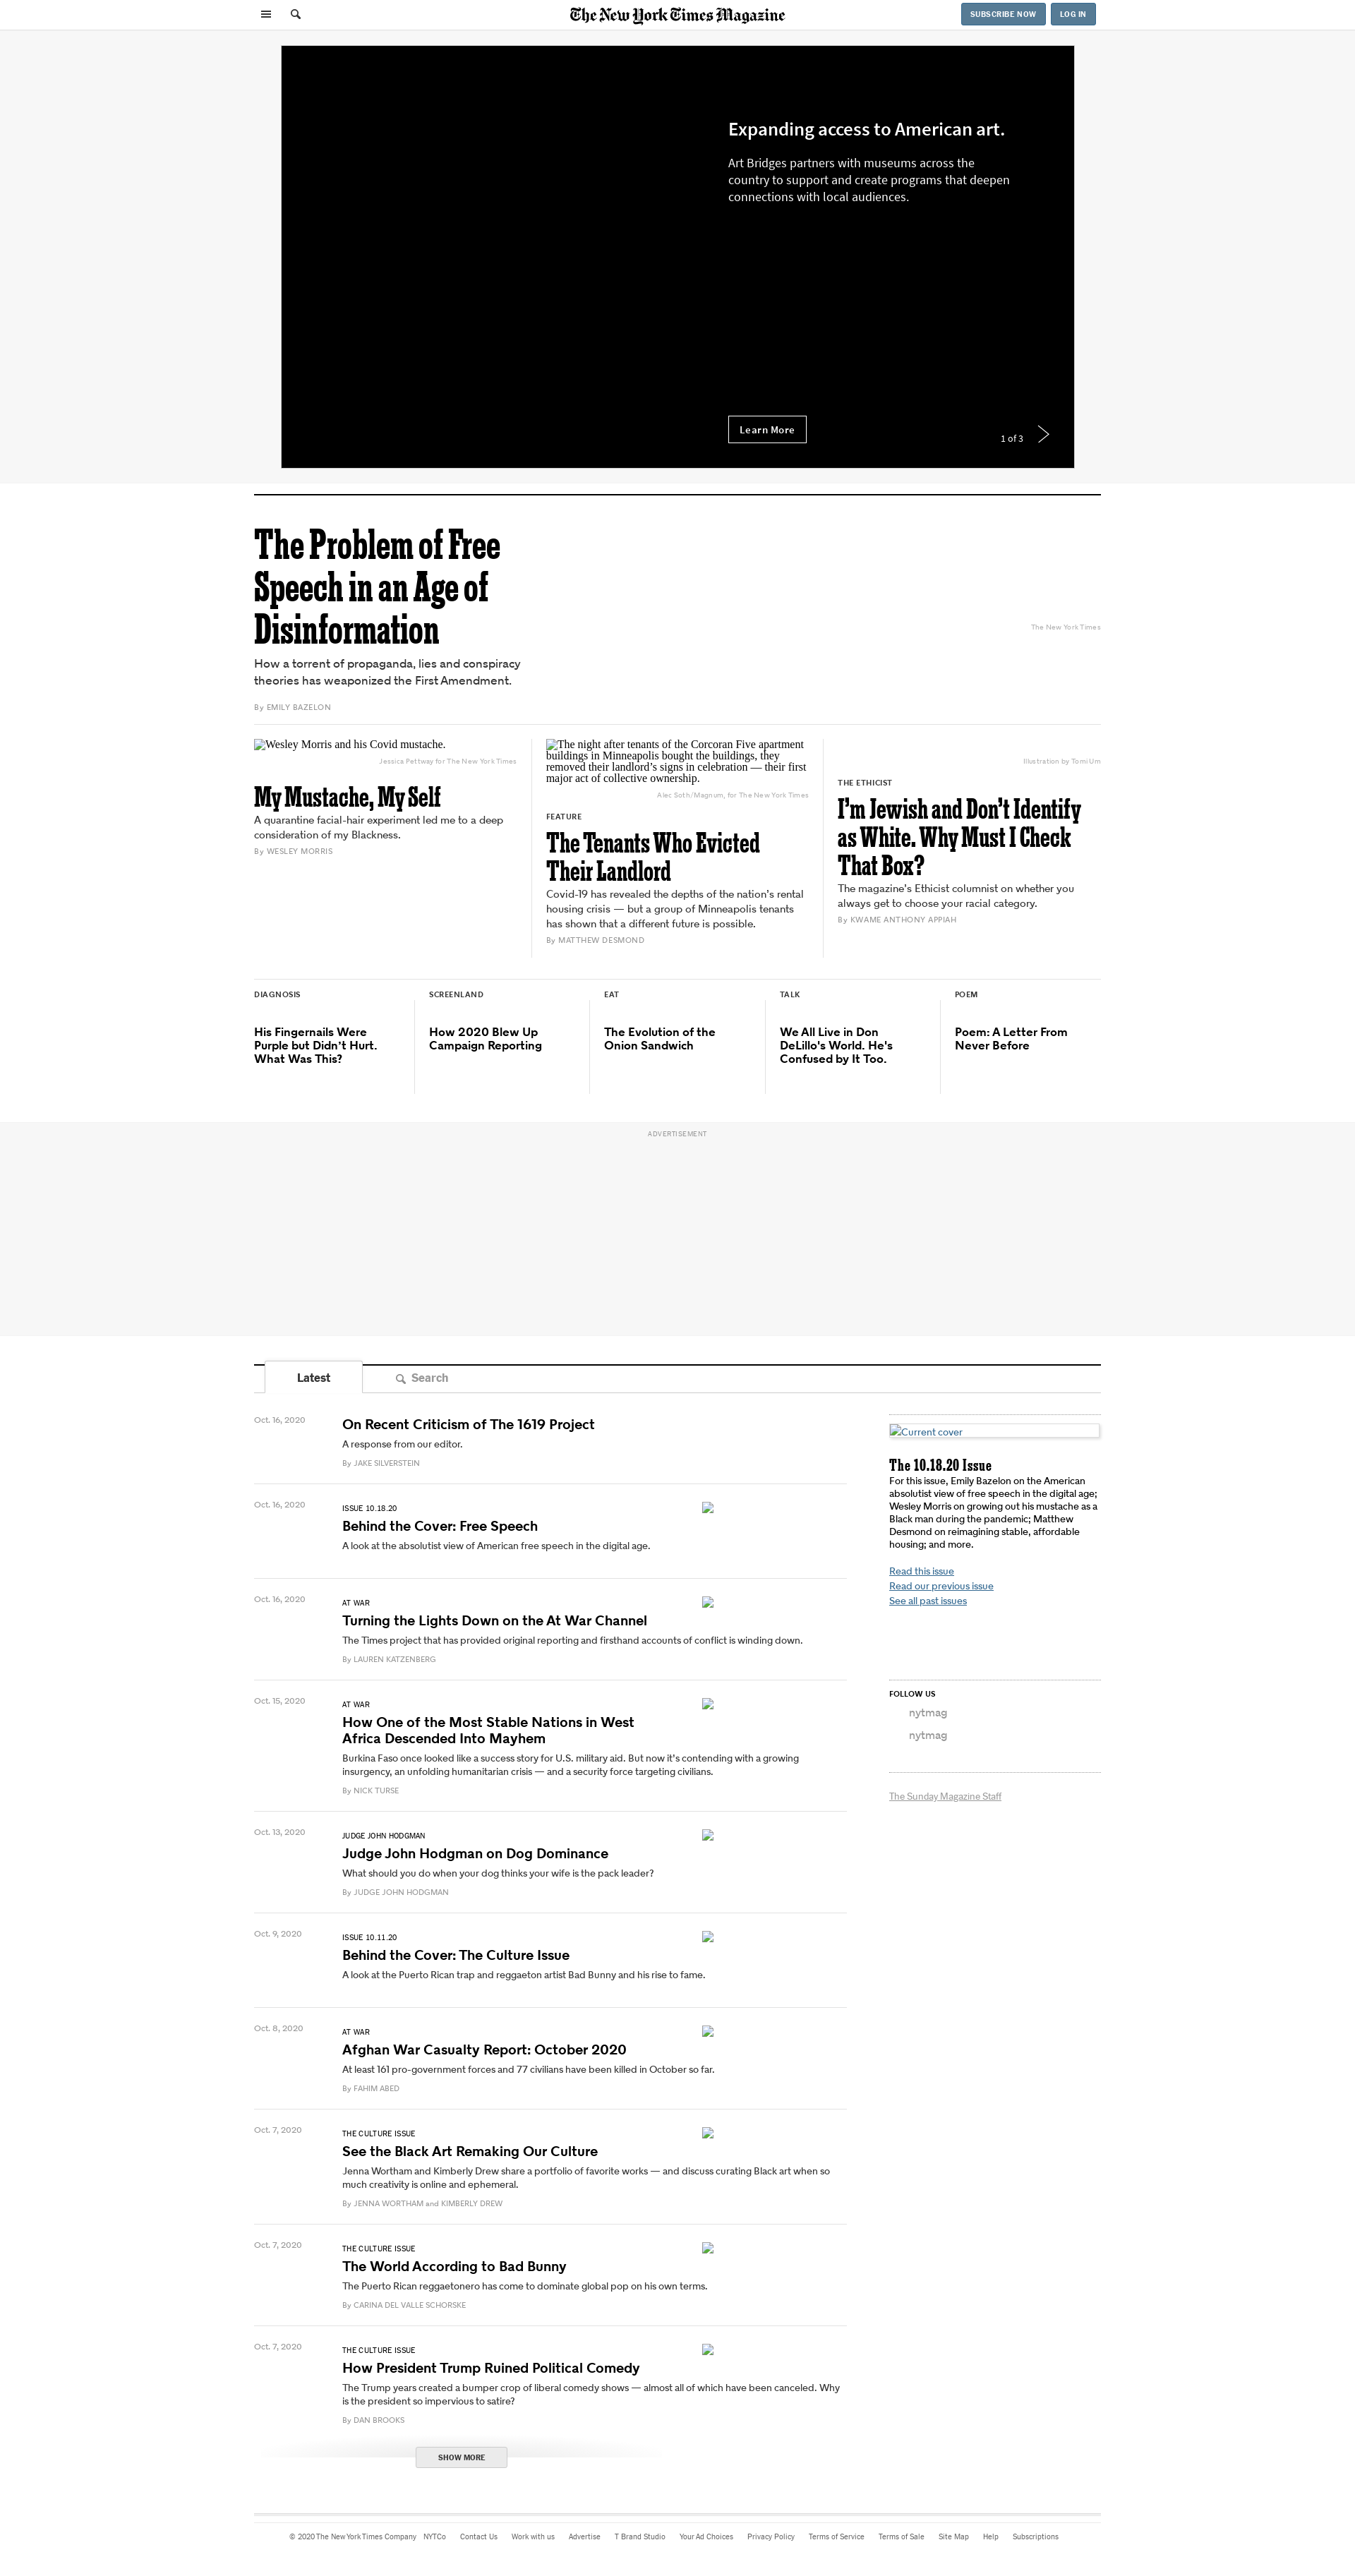 The New York Times Magazine
SUBSCRIBE NOW
LOG IN
Expanding access to American art.
Art Bridges partners with museums across the
country to support and create programs that deepen
connections with local audiences.
Learn More
1 of 3
The Problem of Free
Speech in an Age of
Disinformation
The New York Times
How a torrent of propaganda, lies and conspiracy
theories has weaponized the First Amendment.
By EMILY BAZELON
Wesley Morris and his Covid mustache.
Jessica Pettway for The New York Times
My Mustache, My Self
A quarantine facial-hair experiment led me to a deep
consideration of my Blackness.
By WESLEY MORRIS
The night after tenants of the Corcoran Five apartment
buildings in Minneapolis bought the buildings, they
removed their landlord’s signs in celebration — their first
major act of collective ownership.
Alec Soth/Magnum, for The New York Times
FEATURE
The Tenants Who Evicted
Their Landlord
Covid-19 has revealed the depths of the nation’s rental
housing crisis — but a group of Minneapolis tenants
has shown that a different future is possible.
By MATTHEW DESMOND
Illustration by Tomi Um
THE ETHICIST
I’m Jewish and Don’t Identify
as White. Why Must I Check
That Box?
The magazine’s Ethicist columnist on whether you
always get to choose your racial category.
By KWAME ANTHONY APPIAH
DIAGNOSIS
His Fingernails Were
Purple but Didn’t Hurt.
What Was This?
SCREENLAND
How 2020 Blew Up
Campaign Reporting
EAT
The Evolution of the
Onion Sandwich
TALK
We All Live in Don
DeLillo's World. He's
Confused by It Too.
POEM
Poem: A Letter From
Never Before
ADVERTISEMENT
Latest
Search
Oct. 16, 2020
On Recent Criticism of The 1619 Project
A response from our editor.
By JAKE SILVERSTEIN
Oct. 16, 2020
ISSUE 10.18.20
Behind the Cover: Free Speech
A look at the absolutist view of American free speech in the digital age.
Oct. 16, 2020
AT WAR
Turning the Lights Down on the At War Channel
The Times project that has provided original reporting and firsthand accounts of conflict is winding down.
By LAUREN KATZENBERG
Oct. 15, 2020
AT WAR
How One of the Most Stable Nations in West
Africa Descended Into Mayhem
Burkina Faso once looked like a success story for U.S. military aid. But now it’s contending with a growing
insurgency, an unfolding humanitarian crisis — and a security force targeting civilians.
By NICK TURSE
Oct. 13, 2020
JUDGE JOHN HODGMAN
Judge John Hodgman on Dog Dominance
What should you do when your dog thinks your wife is the pack leader?
By JUDGE JOHN HODGMAN
Oct. 9, 2020
ISSUE 10.11.20
Behind the Cover: The Culture Issue
A look at the Puerto Rican trap and reggaeton artist Bad Bunny and his rise to fame.
Oct. 8, 2020
AT WAR
Afghan War Casualty Report: October 2020
At least 161 pro-government forces and 77 civilians have been killed in October so far.
By FAHIM ABED
Oct. 7, 2020
THE CULTURE ISSUE
See the Black Art Remaking Our Culture
Jenna Wortham and Kimberly Drew share a portfolio of favorite works — and discuss curating Black art when so
much creativity is online and ephemeral.
By JENNA WORTHAM and KIMBERLY DREW
Oct. 7, 2020
THE CULTURE ISSUE
The World According to Bad Bunny
The Puerto Rican reggaetonero has come to dominate global pop on his own terms.
By CARINA DEL VALLE SCHORSKE
Oct. 7, 2020
THE CULTURE ISSUE
How President Trump Ruined Political Comedy
The Trump years created a bumper crop of liberal comedy shows — almost all of which have been canceled. Why
is the president so impervious to satire?
By DAN BROOKS
SHOW MORE
Current cover
The 10.18.20 Issue
For this issue, Emily Bazelon on the American
absolutist view of free speech in the digital age;
Wesley Morris on growing out his mustache as a
Black man during the pandemic; Matthew
Desmond on reimagining stable, affordable
housing; and more.
Read this issue
Read our previous issue
See all past issues
FOLLOW US
nytmag
nytmag
The Sunday Magazine Staff
© 2020 The New York Times Company NYTCo Contact Us Work with us Advertise T Brand Studio Your Ad Choices Privacy Policy Terms of Service Terms of Sale Site Map Help Subscriptions